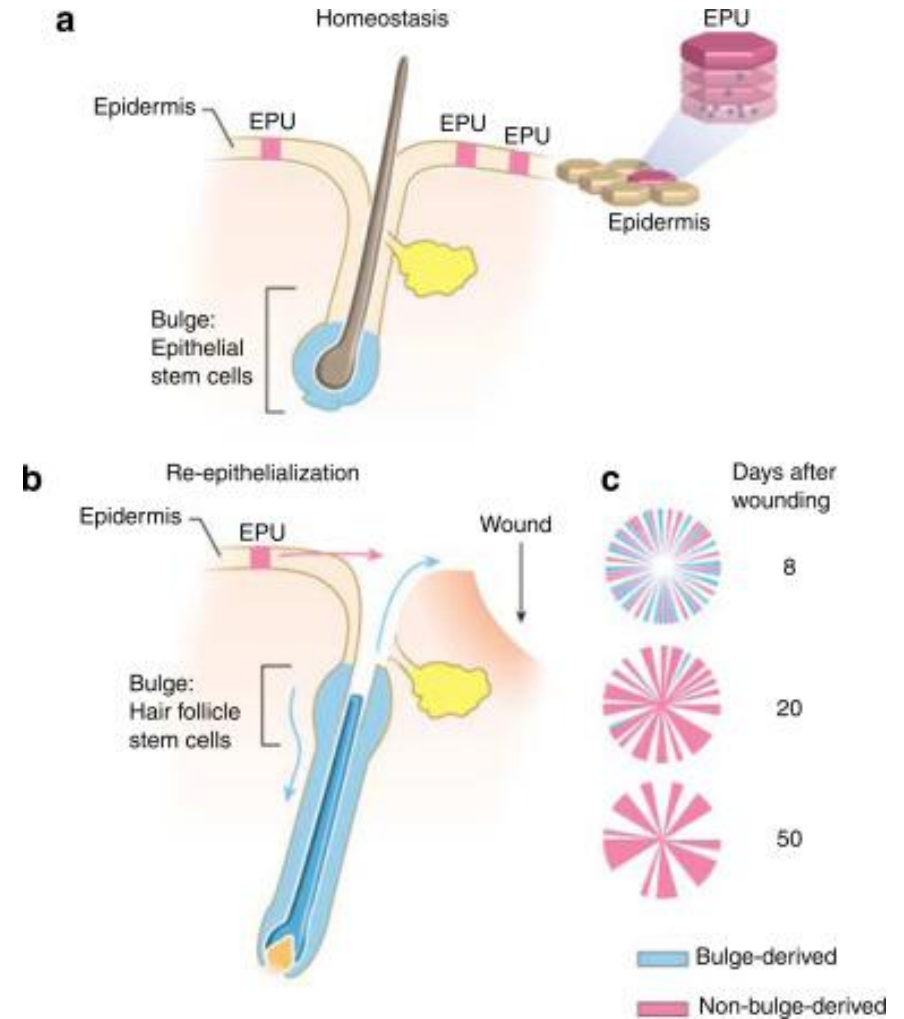 a
Homeostasis
EPU
Epidermis
EPU
EPU
EPU
Epidermis
Bulge:
Epithelial
stem cells
b
Re-epithelialization
c
Days after
wounding
Epidermis
EPU
Wound
8
Bulge:
Hair follicle
stem cells
20
50
Bulge-derived
Non-bulge-derived